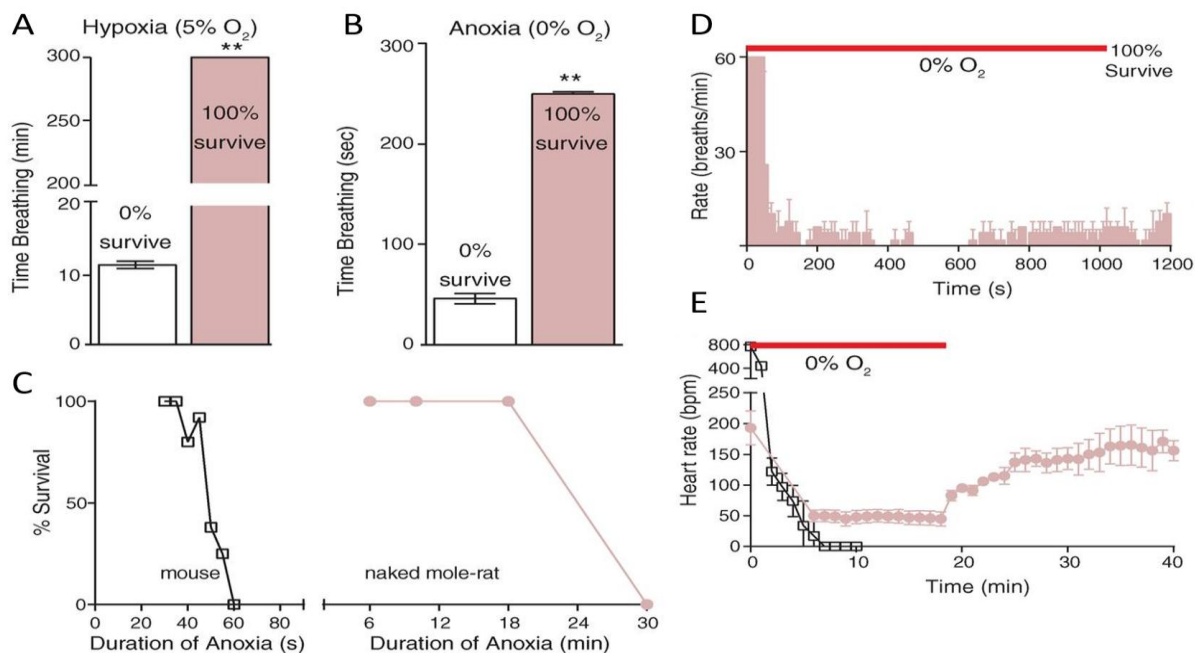 A
Hypoxia (5% O2)
Time Breathing (min)
300
250
200
20
10
0
**
100%
survive
0%
survive
B
Anoxia (0% O2)
Time Breathing (sec)
300
200
100
0
**
100%
survive
0%
survive
C
% Survival
100
50
0
mouse
0 20 40 60 80
Duration of Anoxia (s)
naked mole-rat
6 12 18 24 30
Duration of Anoxia (min)
D
0% O2
100%
Survive
Rate (breaths/min)
60
30
0 200 400 600 800 1000 1200
Time (s)
E
0% O2
Heart rate (bpm)
800
400
200
150
100
50
0
0 10 20 30 40
Time (min)